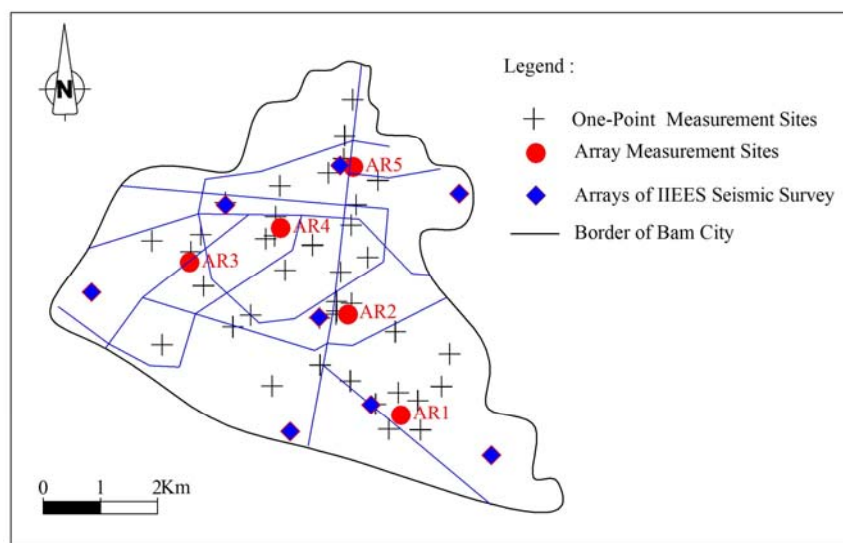 N
Legend :
One-Point Measurement Sites
Array Measurement Sites
Arrays of IIEES Seismic Survey
Border of Bam City
AR5
AR4
AR3
AR2
AR1
0 1 2Km